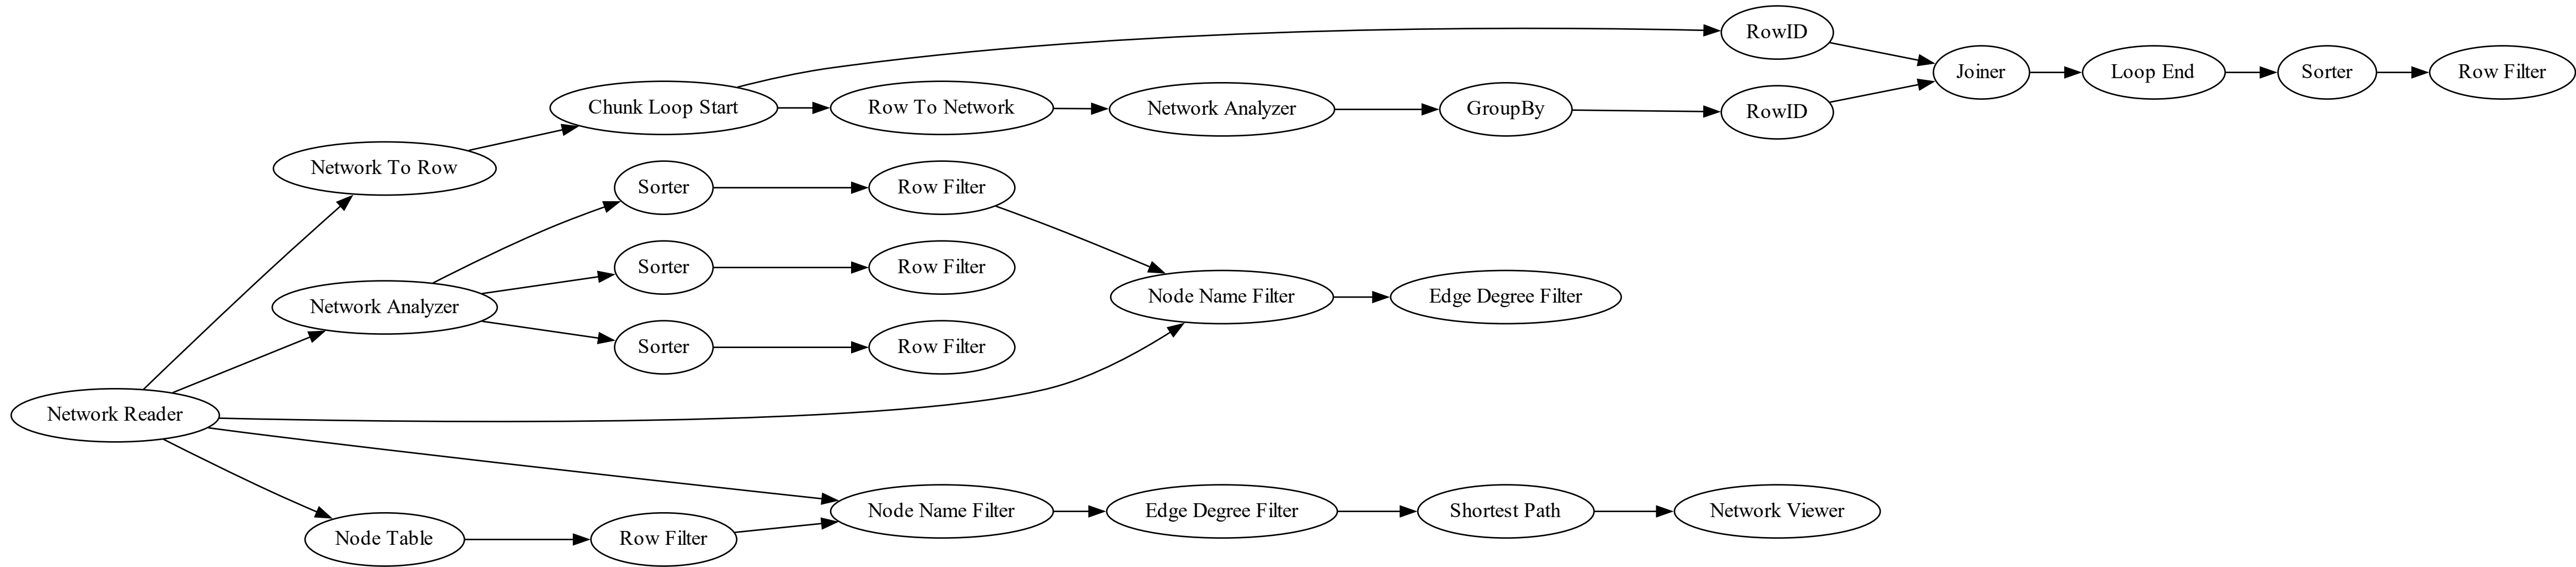 RowID
Chunk Loop Start
Row To Network
Network Analyzer
GroupBy
RowID
Joiner
Loop End
Sorter
Row Filter
Network To Row
Sorter
Row Filter
Network Analyzer
Sorter
Row Filter
Node Name Filter
Edge Degree Filter
Sorter
Row Filter
Network Reader
Node Name Filter
Edge Degree Filter
Shortest Path
Network Viewer
Node Table
Row Filter